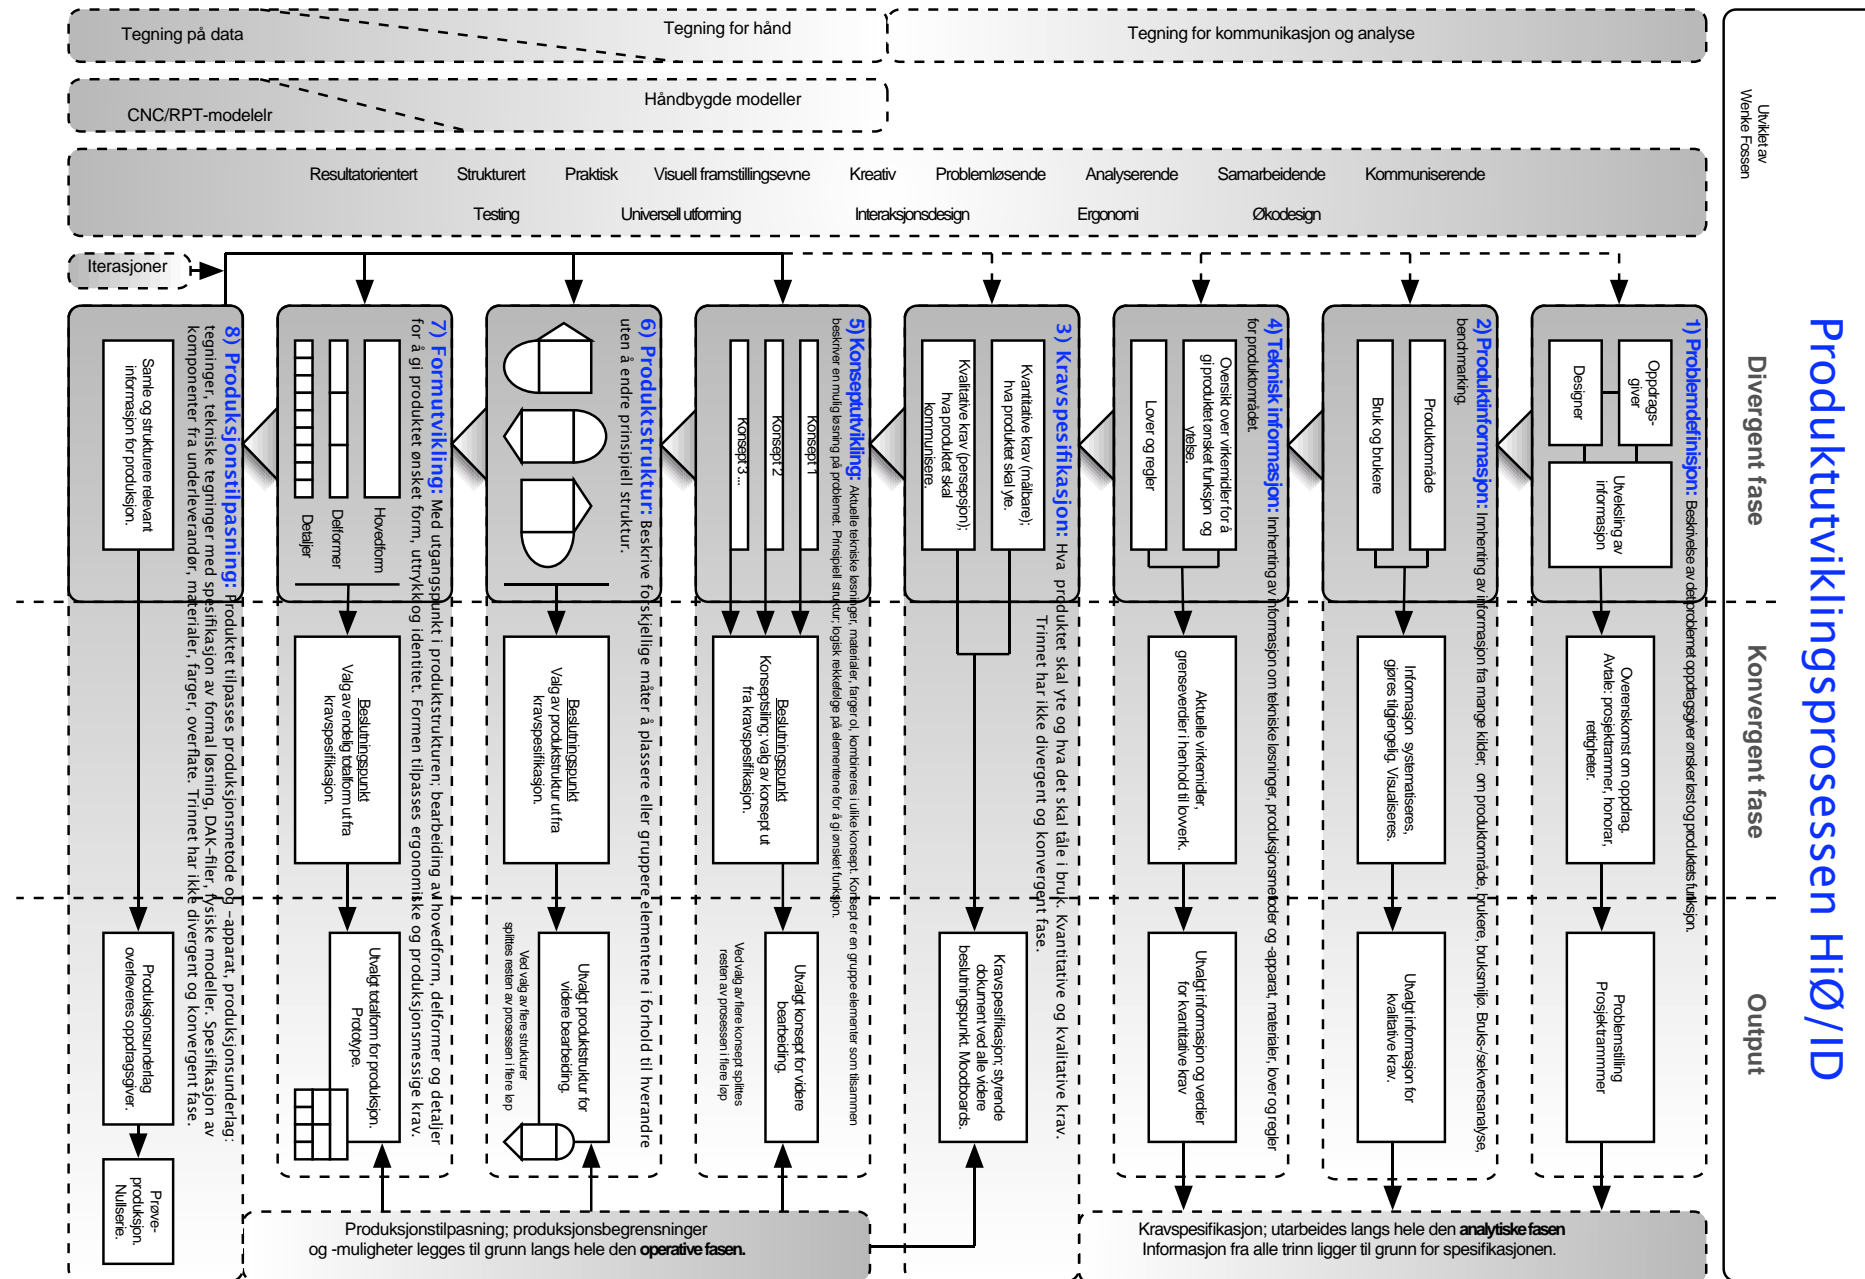 Produktutviklingsprosessen HiØ/ID
Utviklet av
Wenke Fossen
Divergent fase
Konvergent fase
Output
1) Problemdefinisjon: Beskrivelse av det problemet oppdragsgiver ønsker løst og produktets funksjon.
Oppdrags-
giver
Designer
Utveksling av
informasjon
Overenskomst om oppdrag.
Avtale; prosjektrammer, honorar,
rettigheter.
Problemstilling
Prosjektrammer
2) Produktinformasjon: Innhenting av informasjon fra mange kilder; om produktområde, brukere, bruksmiljø. Bruks-/sekvensanalyse,
benchmarking.
Produktområde
Bruk og brukere
Informasjon systematiseres,
gjøres tilgjengelig. Visualiseres.
Utvalgt informasjon for
kvalitative krav.
4) Teknisk informasjon: Innhenting av informasjon om tekniske løsninger, produksjonsmetoder og -apparat, materialer, lover og regler
for produktområdet.
Oversikt over virkemidler for å
gi produktet ønsket funksjon og
ytelse.
Lover og regler
Aktuelle virkemidler,
grenseverdier i henhold til lovverk.
Utvalgt informasjon og verdier
for kvantitative krav
3) Kravspesifikasjon: Hva produktet skal yte og hva det skal tåle i bruk. Kvantitative og kvalitative krav.
Trinnet har ikke divergent og konvergent fase.
Kvantitative krav (målbare);
hva produktet skal yte.
Kvalitative krav (persepsjon);
hva produktet skal
kommunisere.
Kravspesifikasjon; styrende
dokument ved alle videre
beslutningspunkt. Moodboards.
5) Konseptutvikling: Aktuelle tekniske løsninger, materialer, farger ol, kombineres i ulike konsept. Konsept er en gruppe elementer som tilsammen
beskriver en mulig løsning på problemet. Prinsipiell struktur; logisk rekkefølge på elementene for å gi ønsket funksjon.
Konsept 1
Konsept 2
Konsept 3 ...
Beslutningspunkt
Konseptsiling; valg av konsept ut
fra kravspesifikasjon.
Utvalgt konsept for videre
bearbeiding.
Ved valg av flere konsept splittes
resten av prosessen i flere løp
6) Produktstruktur: Beskrive forskjellige måter å plassere eller gruppere elementene i forhold til hverandre
uten å endre prinsipiell struktur.
Beslutningspunkt
Valg av produktstruktur ut fra
kravspesifikasjon.
Utvalgt produktstruktur for
videre bearbeiding.
Ved valg av flere strukturer
splittes resten av prosessen i flere løp
7) Formutvikling: Med utgangspunkt i produktstrukturen; bearbeiding av hovedform, delformer og detaljer
for å gi produktet ønsket form, uttrykk og identitet. Formen tilpasses ergonomiske og produksjonsmessige krav.
Hovedform
Delformer
Detaljer
Beslutningspunkt
Valg av endelig totalform ut fra
kravspesifikasjon.
Utvalgt totalform for produksjon.
Prototype.
8) Produksjonstilpasning: Produktet tilpasses produksjonsmetode og -apparat, produksjonsunderlag:
tegninger, tekniske tegninger med spesifikasjon av formal løsning, DAK-filer, fysiske modeller. Spesifikasjon av
komponenter fra underleverandør, materialer, farger, overflate. Trinnet har ikke divergent og konvergent fase.
Samle og strukturere relevant
informasjon for produksjon.
Produksjonsunderlag
overleveres oppdragsgiver.
Prøve-
produksjon.
Nullserie.
Tegning på data
Tegning for hånd
Tegning for kommunikasjon og analyse
CNC/RPT-modelelr
Håndbygde modeller
Resultatorientert Strukturert Praktisk Visuell framstillingsevne Kreativ Problemløsende Analyserende Samarbeidende Kommuniserende
Testing Universell utforming Interaksjonsdesign Ergonomi Økodesign
Iterasjoner
Produksjonstilpasning; produksjonsbegrensninger
og -muligheter legges til grunn langs hele den operative fasen.
Kravspesifikasjon; utarbeides langs hele den analytiske fasen
Informasjon fra alle trinn ligger til grunn for spesifikasjonen.